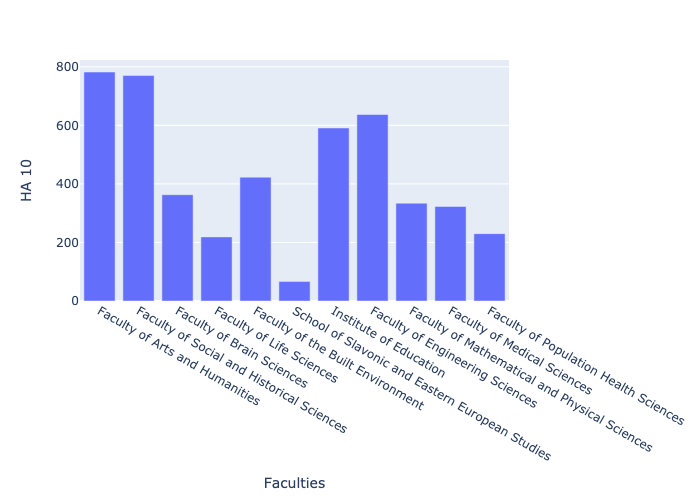 800
600
400
200
0
HA 10
Faculty of Arts and Humanities
Faculty of Social and Historical Sciences
Faculty of Brain Sciences
Faculty of Life Sciences
Faculty of the Built Environment
School of Slavonic and Eastern European Studies
Institute of Education
Faculty of Engineering Sciences
Faculty of Mathematical and Physical Sciences
Faculty of Medical Sciences
Faculty of Population Health Sciences
Faculties